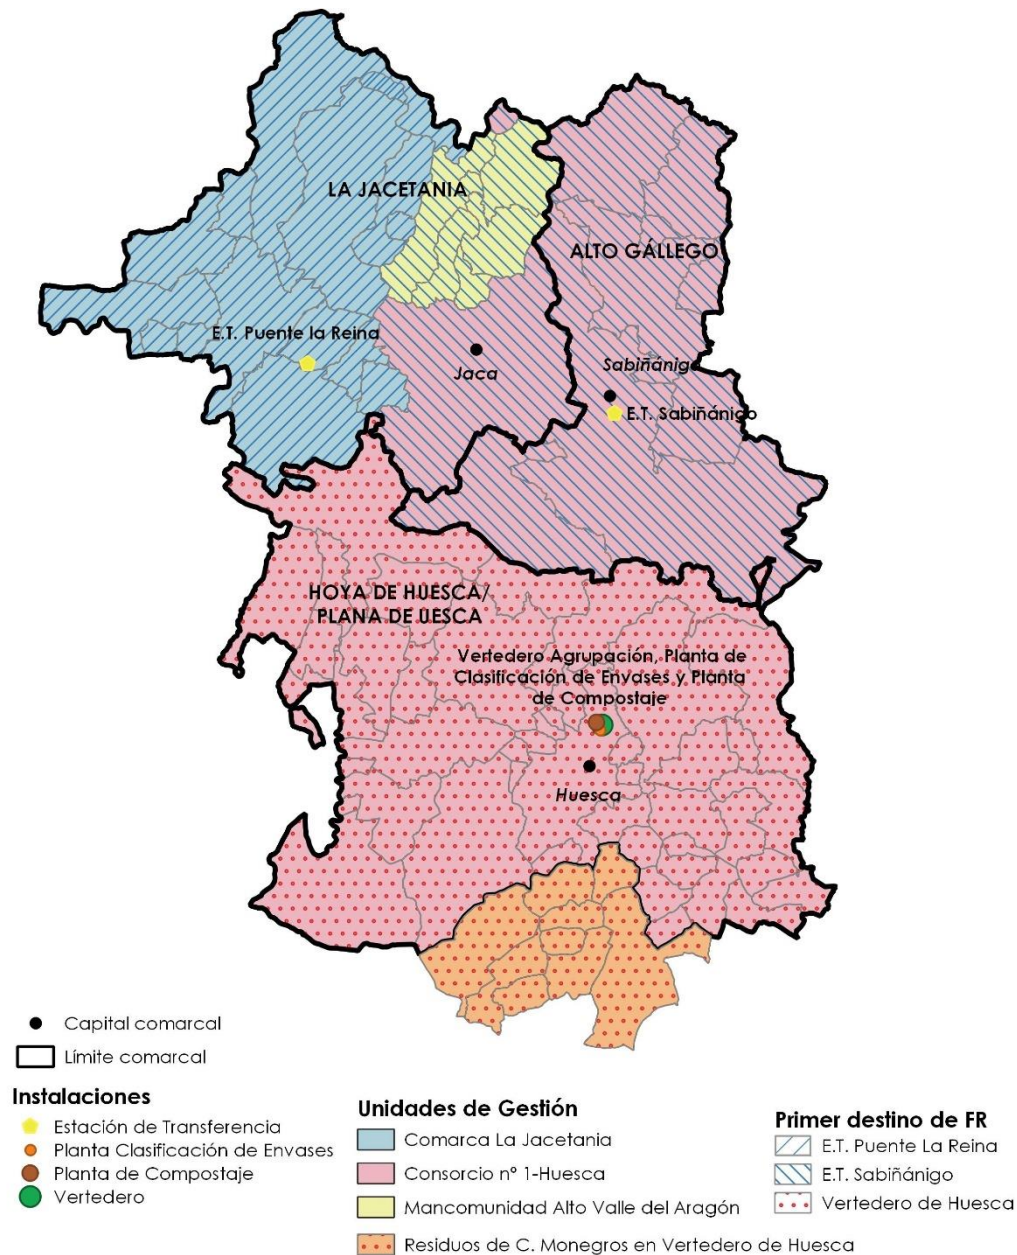 LA JACETANIA
ALTO GÁLLEGO
E.T. Puente la Reina
Jaca
Sabiñánigo
E.T. Sabiñánigo
HOYA DE HUESCA/
PLANA DE UESCA
Vertedero Agrupación, Planta de
Clasificación de Envases y Planta
de Compostaje
Huesca
Capital comarcal
Límite comarcal
Instalaciones
Estación de Transferencia
Planta Clasificación de Envases
Planta de Compostaje
Vertedero
Unidades de Gestión
Comarca La Jacetania
Consorcio nº 1-Huesca
Mancomunidad Alto Valle del Aragón
Residuos de C. Monegros en Vertedero de Huesca
Primer destino de FR
E.T. Puente La Reina
E.T. Sabiñánigo
Vertedero de Huesca